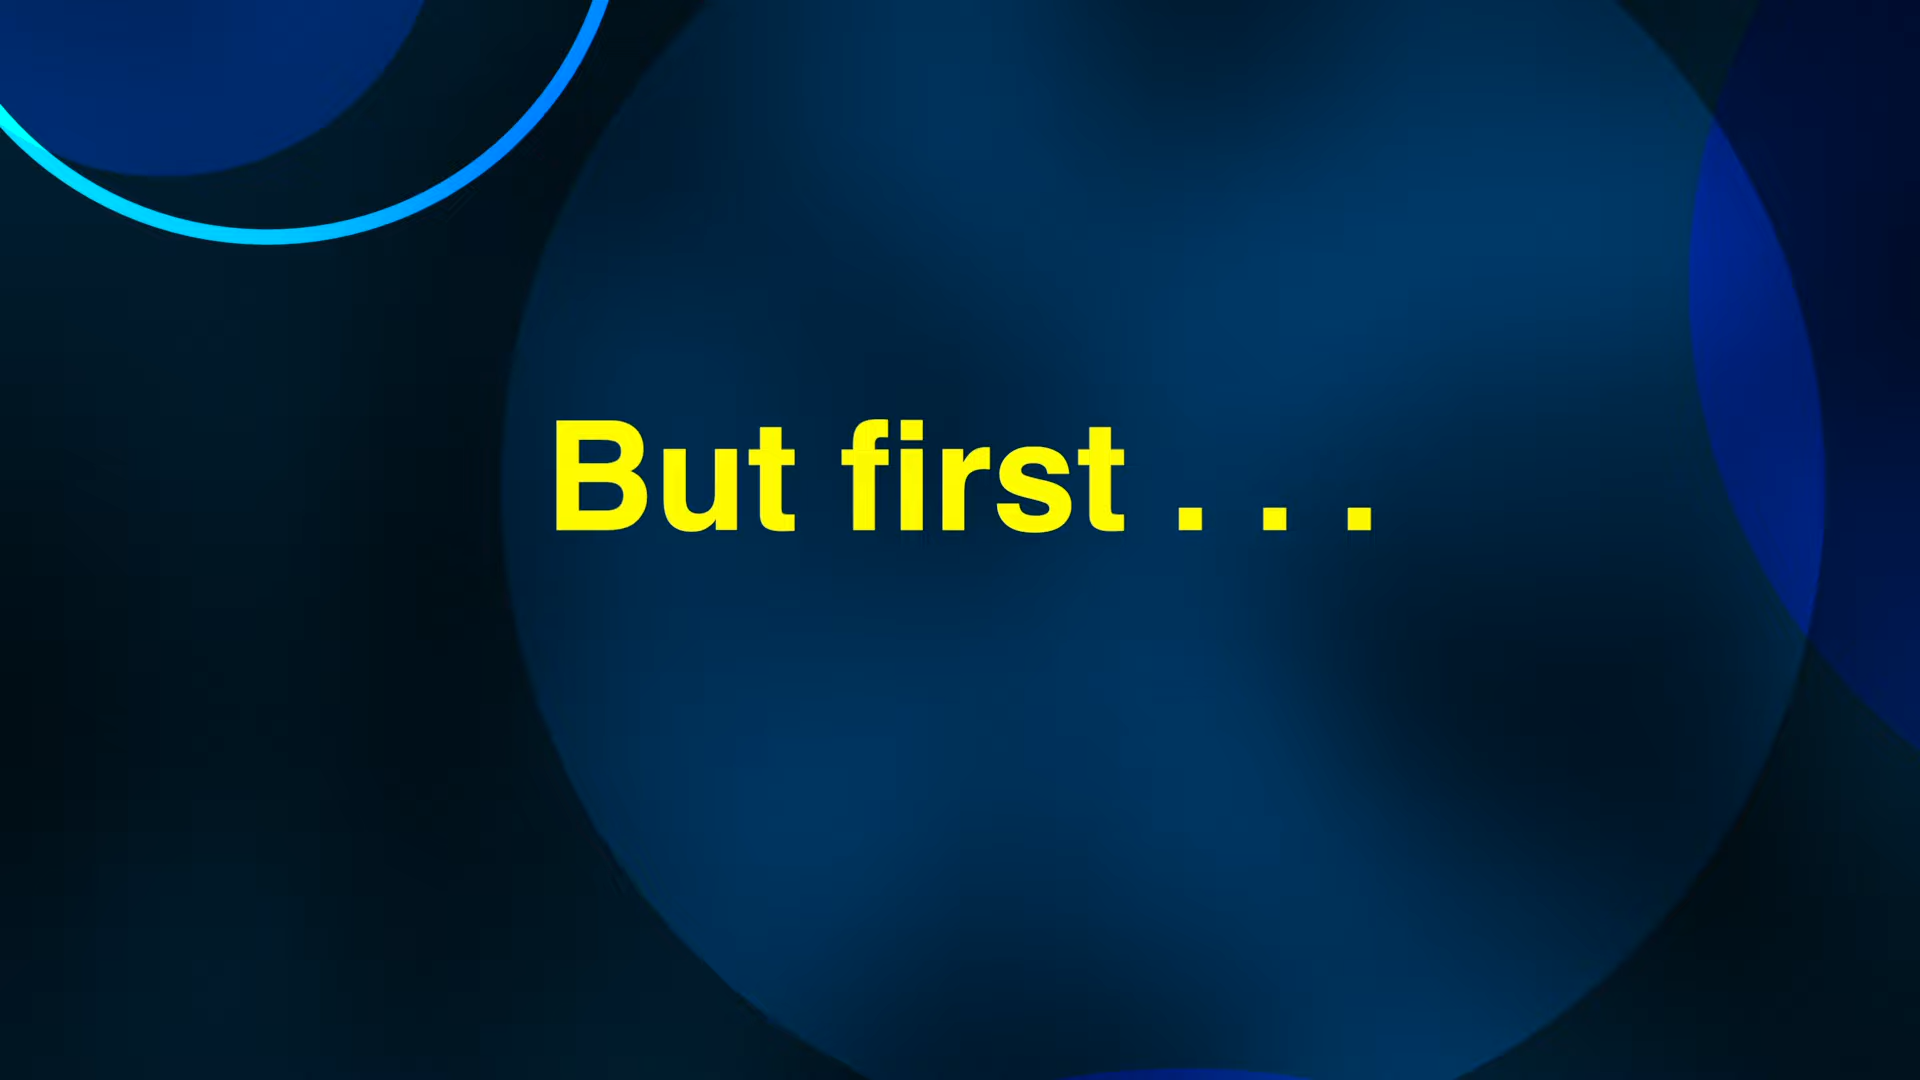 But first . . .